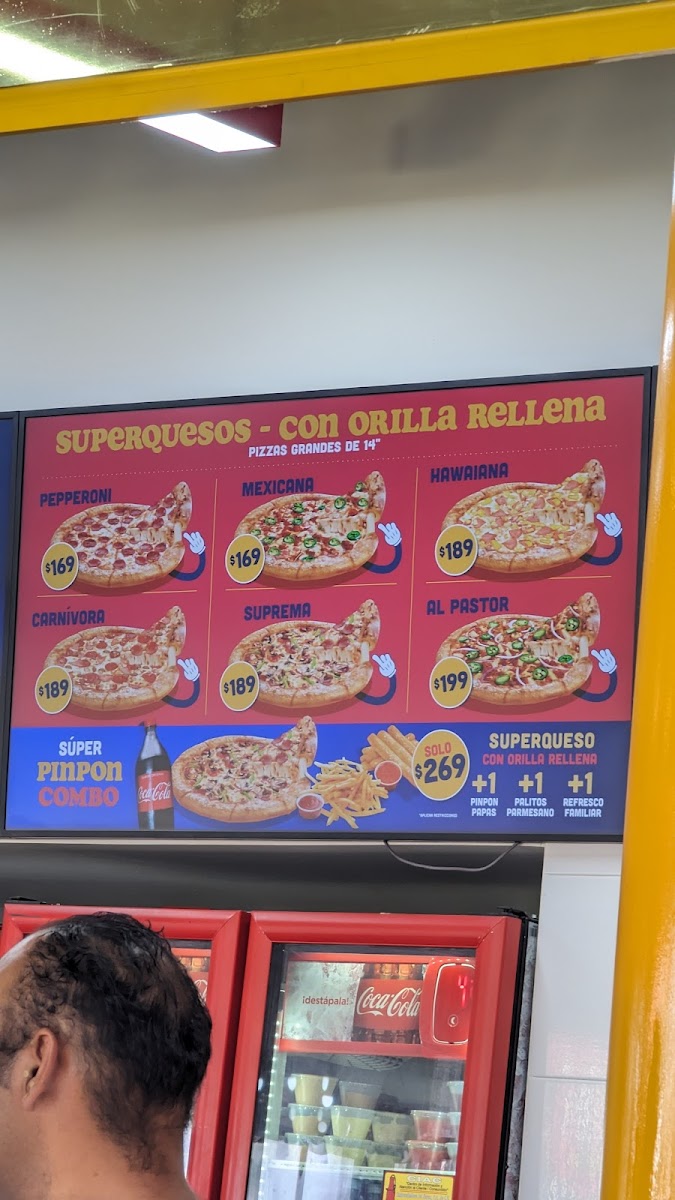 SUPERQUESOS - CON ORILLA RELLENA
PIZZAS GRANDES DE 14"
PEPPERONI
$169
MEXICANA
$169
HAWAIANA
$189
CARNÍVORA
$189
SUPREMA
$189
AL PASTOR
$199
SÚPER
PINPON
COMBO
Coca-Cola
SOLO
$269
SUPERQUESO
CON ORILLA RELLENA
+1
PINPON
PAPAS
+1
PALITOS
PARMESANO
+1
REFRESCO
FAMILIAR
¡destápala!
Coca-Cola